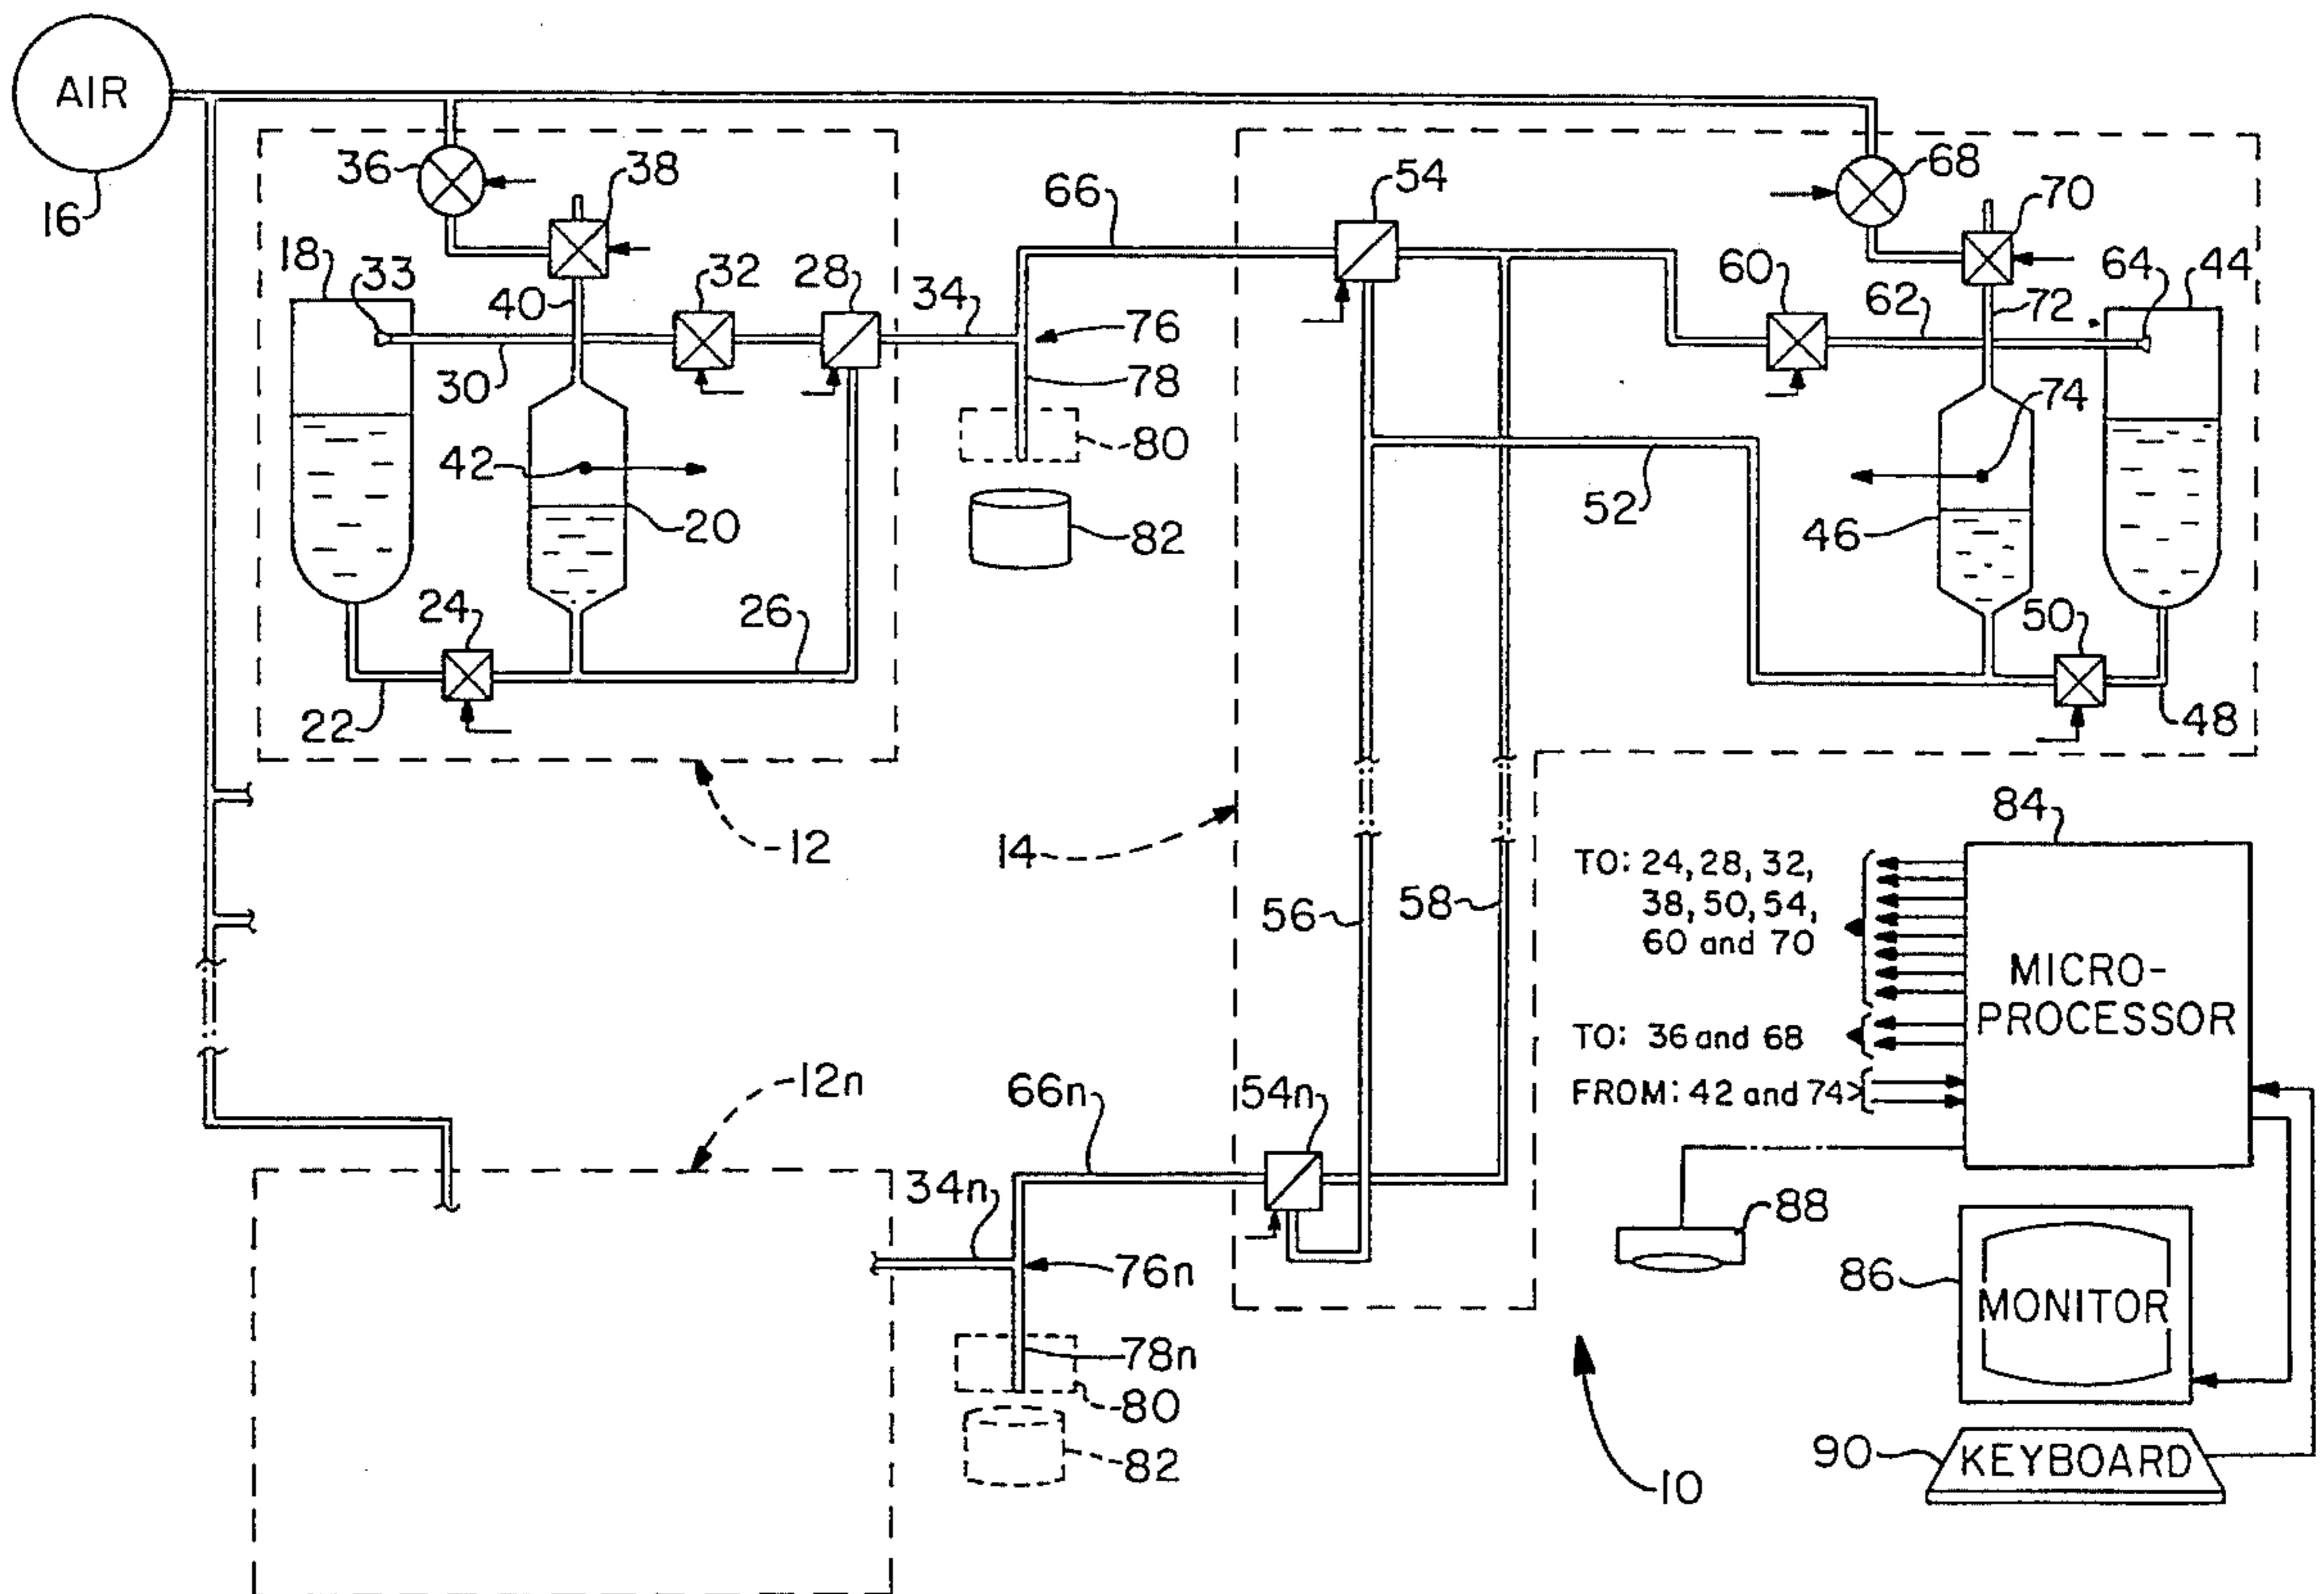 AIR
16
36
38
18
33
32
28
40
30
34
42
20
24
26
22
12
66
76
78
80
82
54
68
70
60
62
64
44
72
74
52
46
50
48
14
56
58
84
TO: 24, 28, 32,
38, 50, 54,
60 and 70
MICRO-
PROCESSOR
TO: 36 and 68
FROM: 42 and 74
12n
66n
54n
34n
76n
78n
80
82
88
86
MONITOR
90
KEYBOARD
10